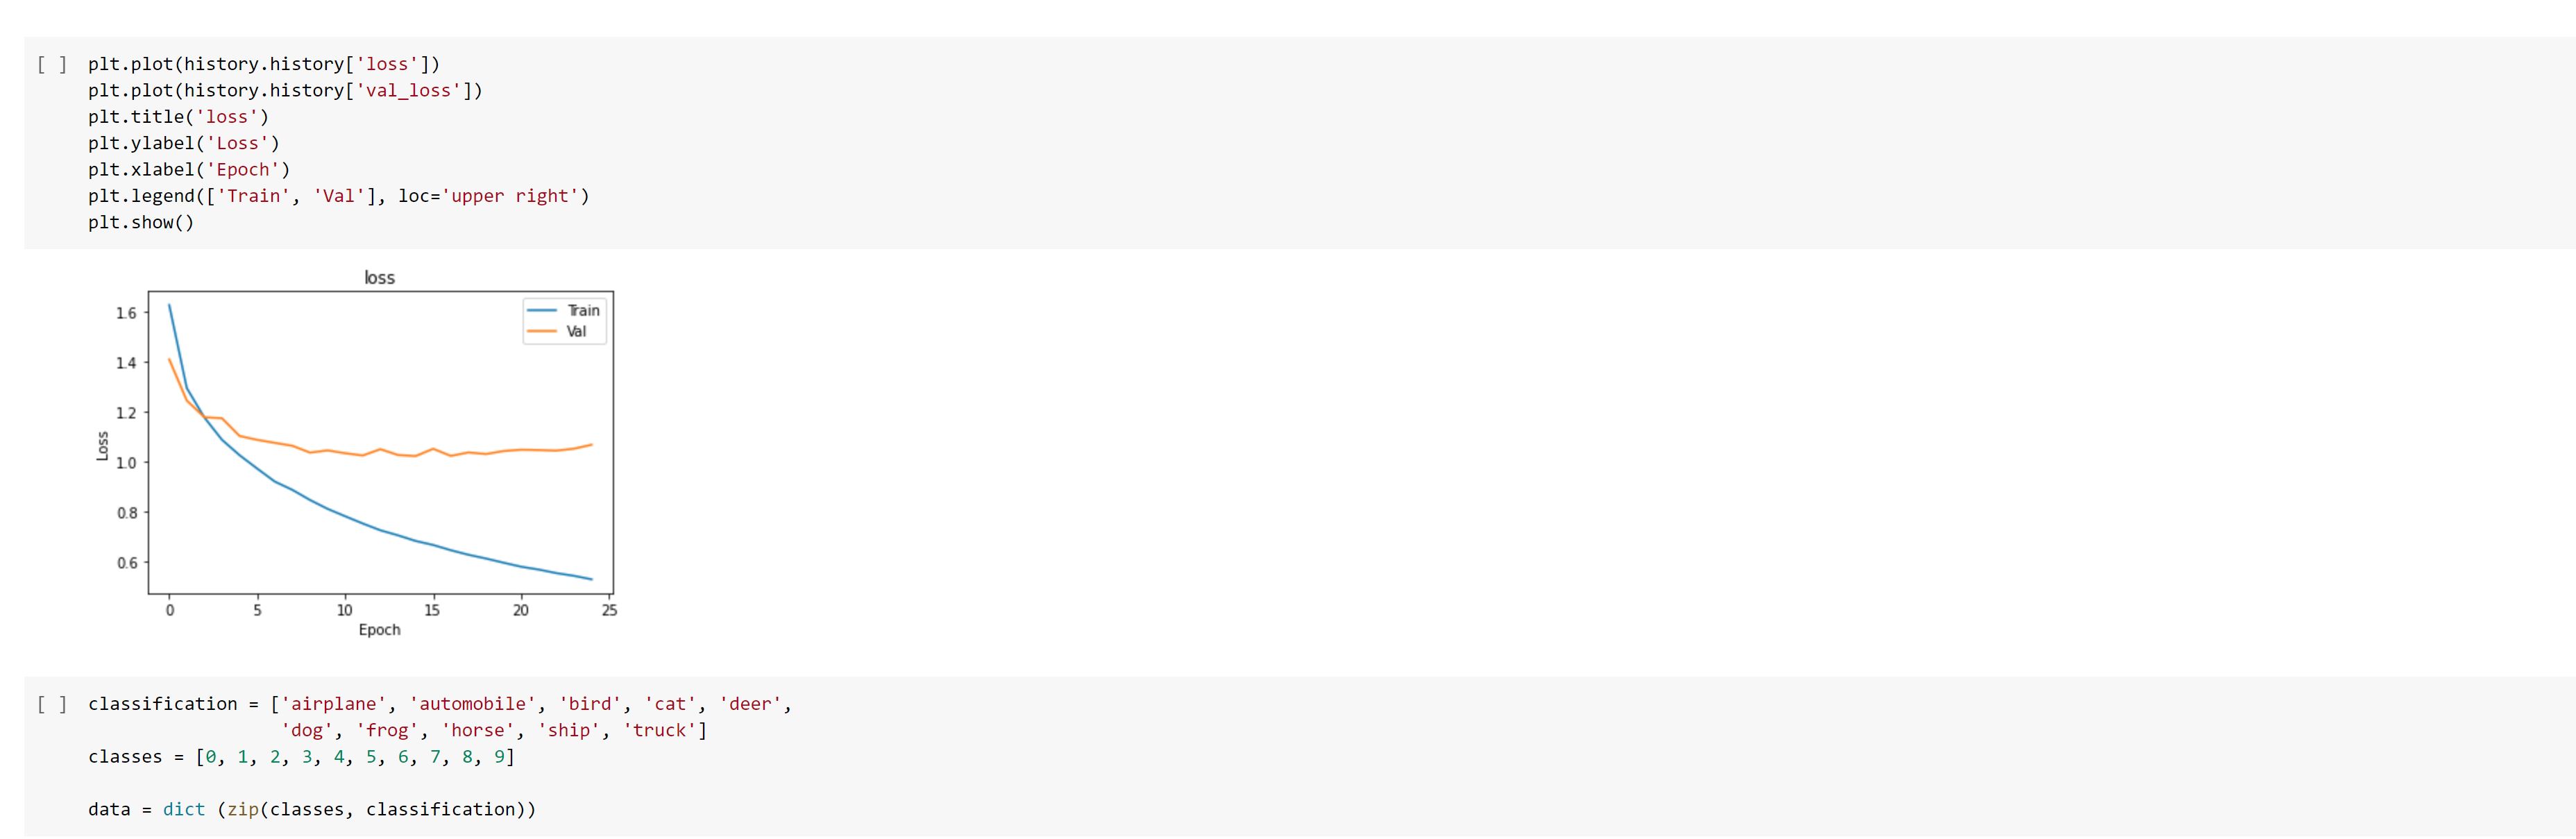 [ ] plt.plot(history.history['loss'])
plt.plot(history.history['val_loss'])
plt.title('loss')
plt.ylabel('Loss')
plt.xlabel('Epoch')
plt.legend(['Train', 'Val'], loc='upper right')
plt.show()
loss
Train
Val
1.6
1.4
1.2
1.0
0.8
0.6
Loss
0 5 10 15 20 25
Epoch
[ ] classification = ['airplane', 'automobile', 'bird', 'cat', 'deer',
'dog', 'frog', 'horse', 'ship', 'truck']
classes = [0, 1, 2, 3, 4, 5, 6, 7, 8, 9]
data = dict (zip(classes, classification))